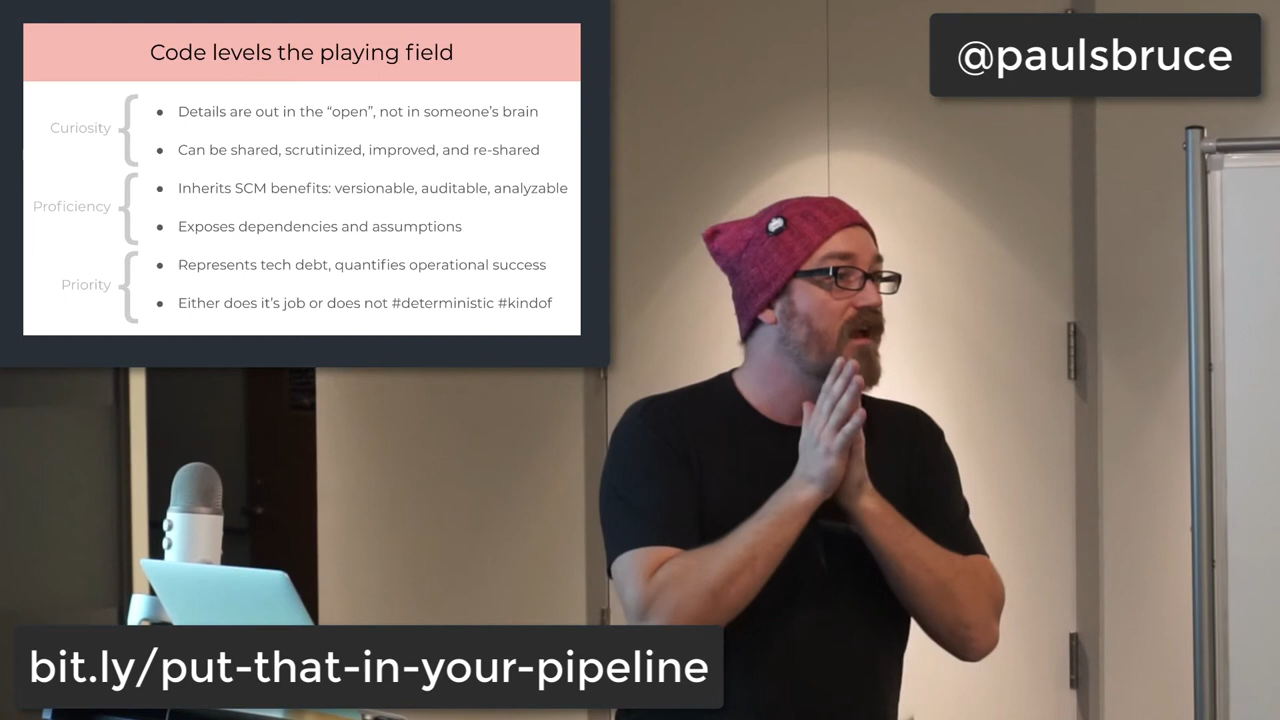 Code levels the playing field
@paulsbruce
Curiosity
● Details are out in the “open”, not in someone’s brain
● Can be shared, scrutinized, improved, and re-shared
Proficiency
● Inherits SCM benefits: versionable, auditable, analyzable
● Exposes dependencies and assumptions
Priority
● Represents tech debt, quantifies operational success
● Either does it’s job or does not #deterministic #kindof
bit.ly/put-that-in-your-pipeline